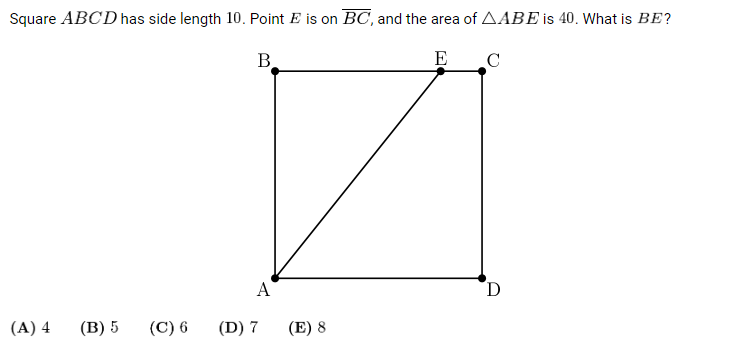 Square ABCD has side length 10. Point E is on \overline{BC}, and the area of △ABE is 40. What is BE?
B E C
A D
(A) 4 (B) 5 (C) 6 (D) 7 (E) 8